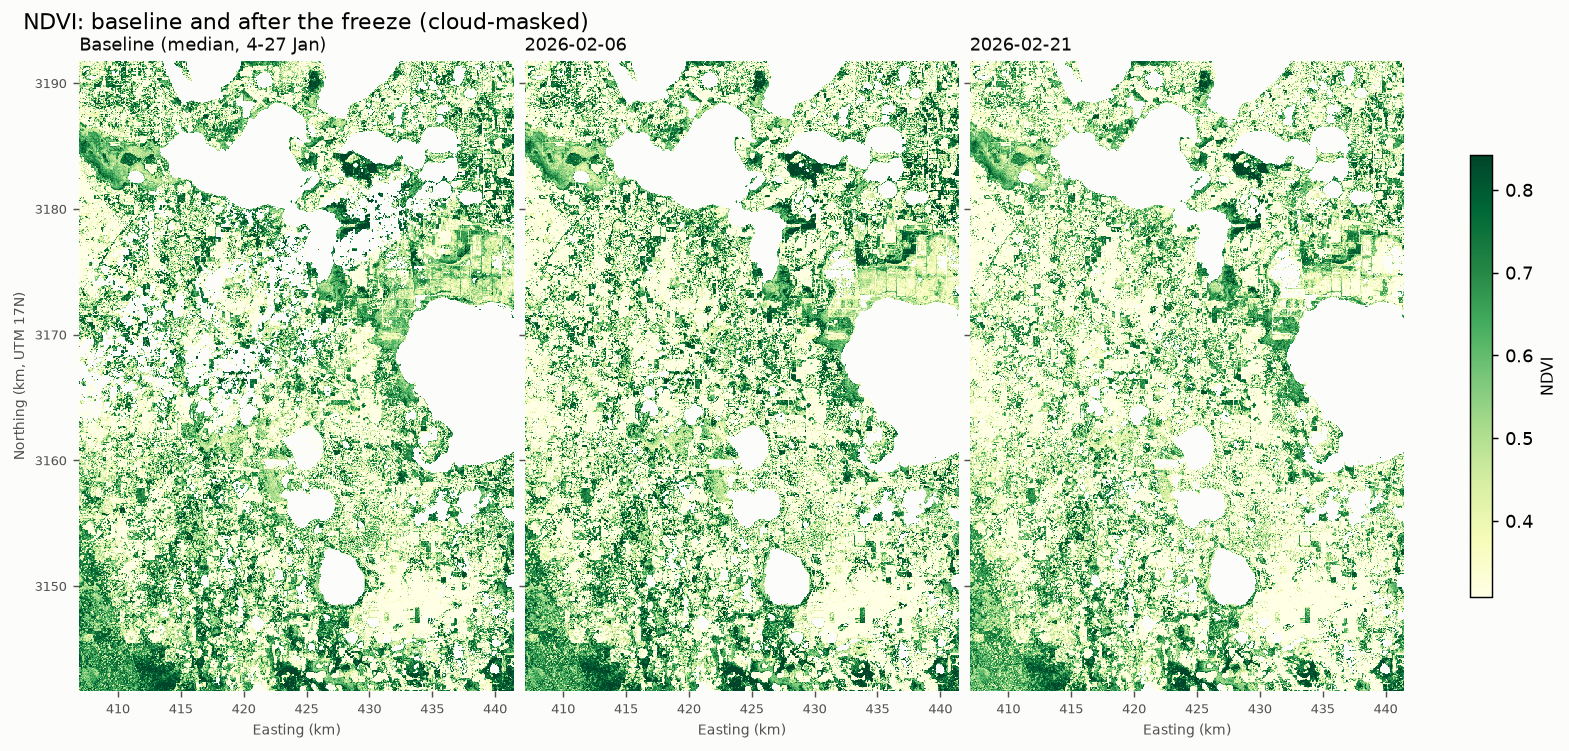 NDVI: baseline and after the freeze (cloud-masked)
Baseline (median, 4-27 Jan)
2026-02-06
2026-02-21
3190
3180
3170
3160
3150
Northing (km, UTM 17N)
410 415 420 425 430 435 440
410 415 420 425 430 435 440
410 415 420 425 430 435 440
Easting (km)
Easting (km)
Easting (km)
0.8
0.7
0.6
0.5
0.4
NDVI